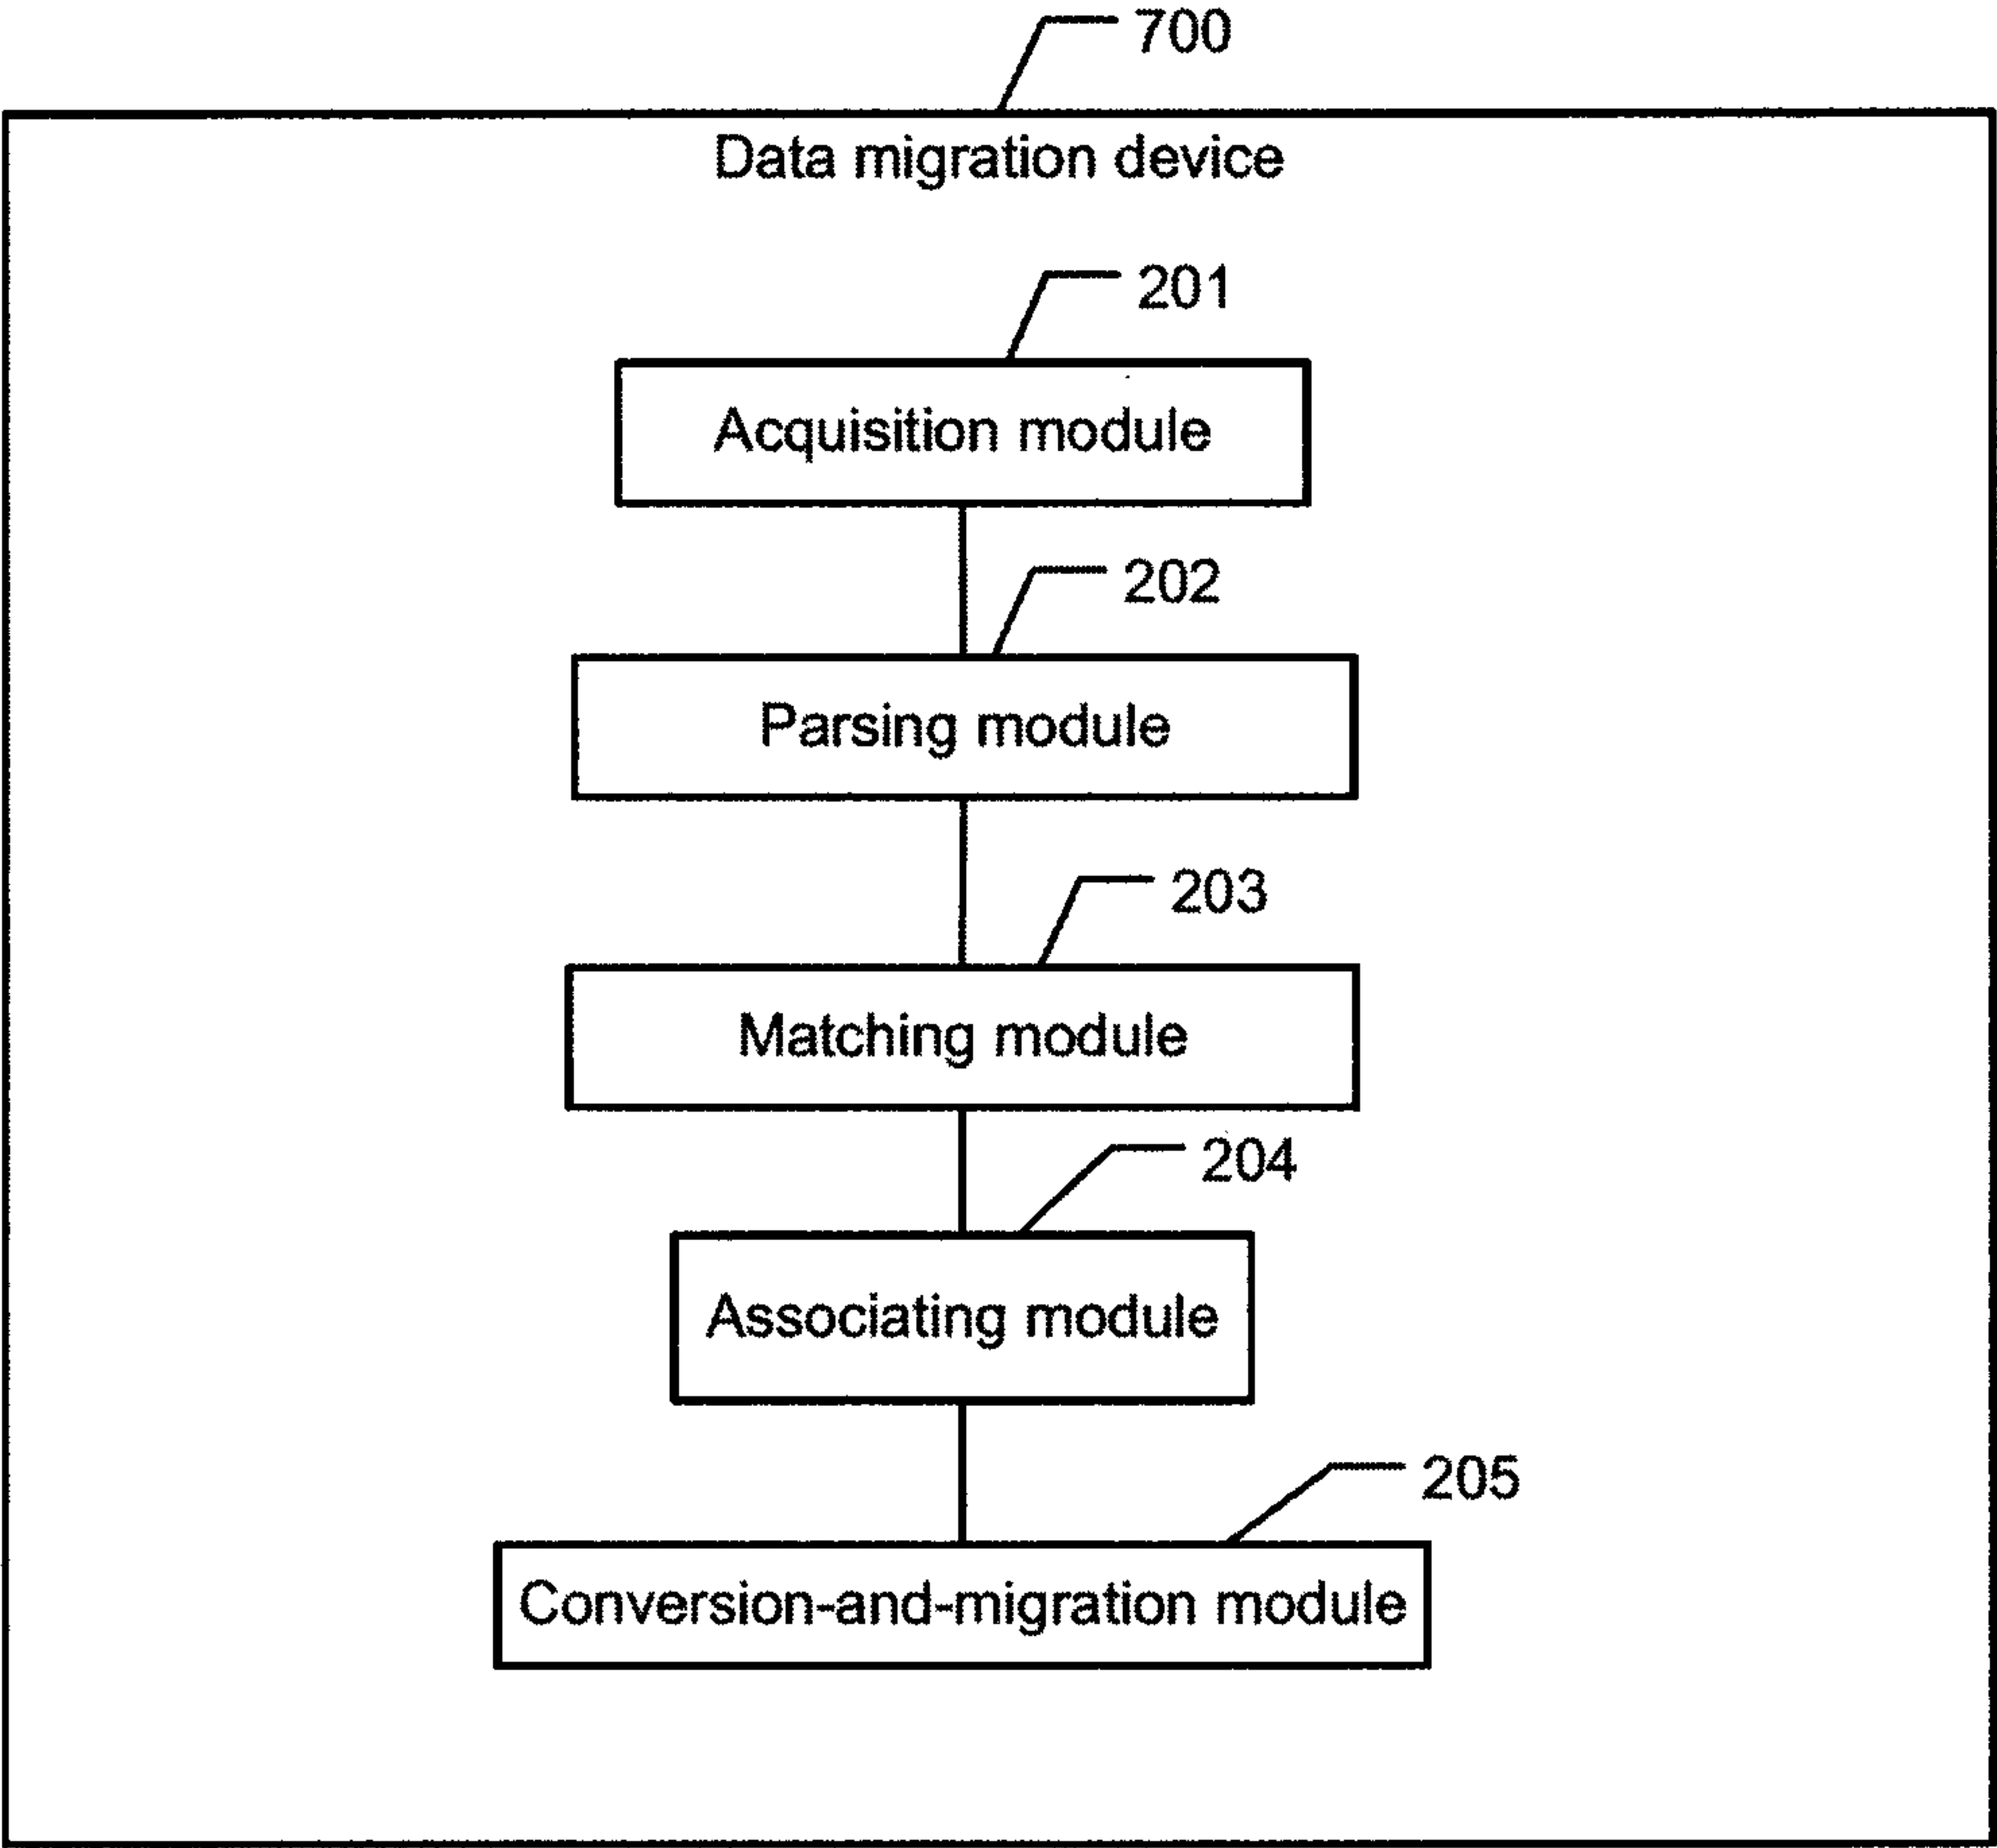 700
Data migration device
201
Acquisition module
202
Parsing module
203
Matching module
204
Associating module
205
Conversion-and-migration module